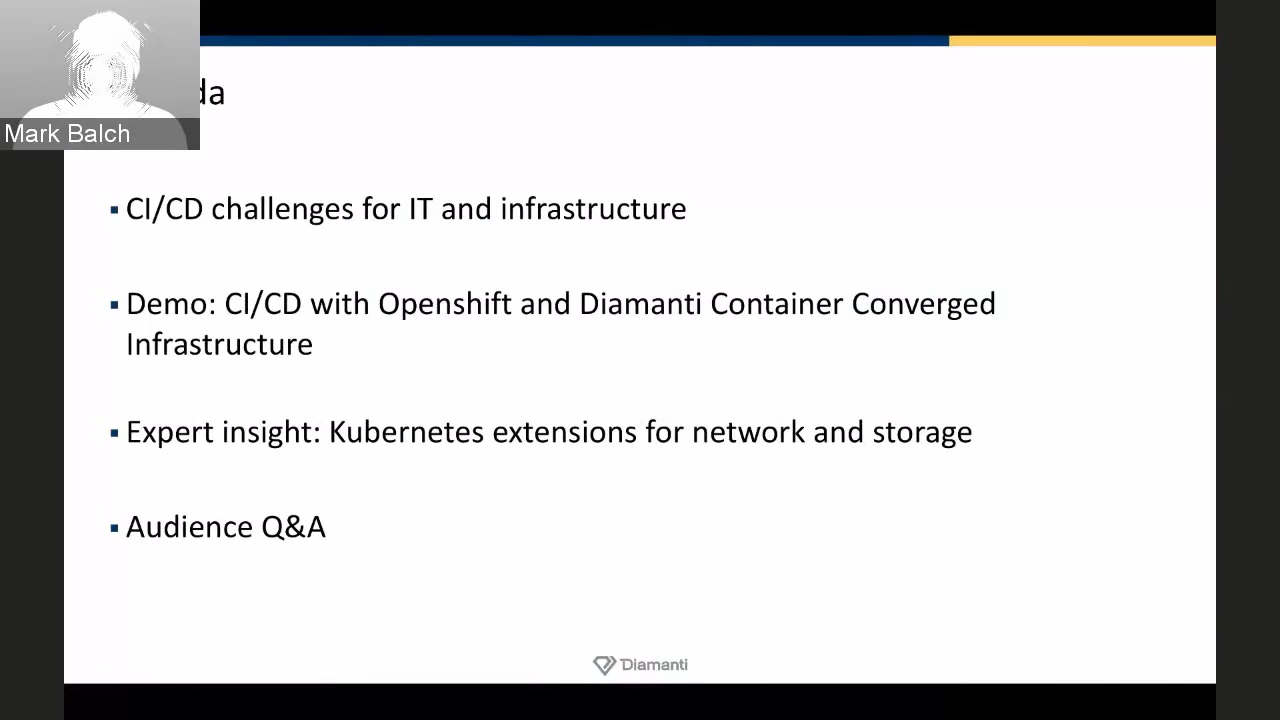 Mark Balch
da
▪ CI/CD challenges for IT and infrastructure
▪ Demo: CI/CD with Openshift and Diamanti Container Converged
Infrastructure
▪ Expert insight: Kubernetes extensions for network and storage
▪ Audience Q&A
Diamanti